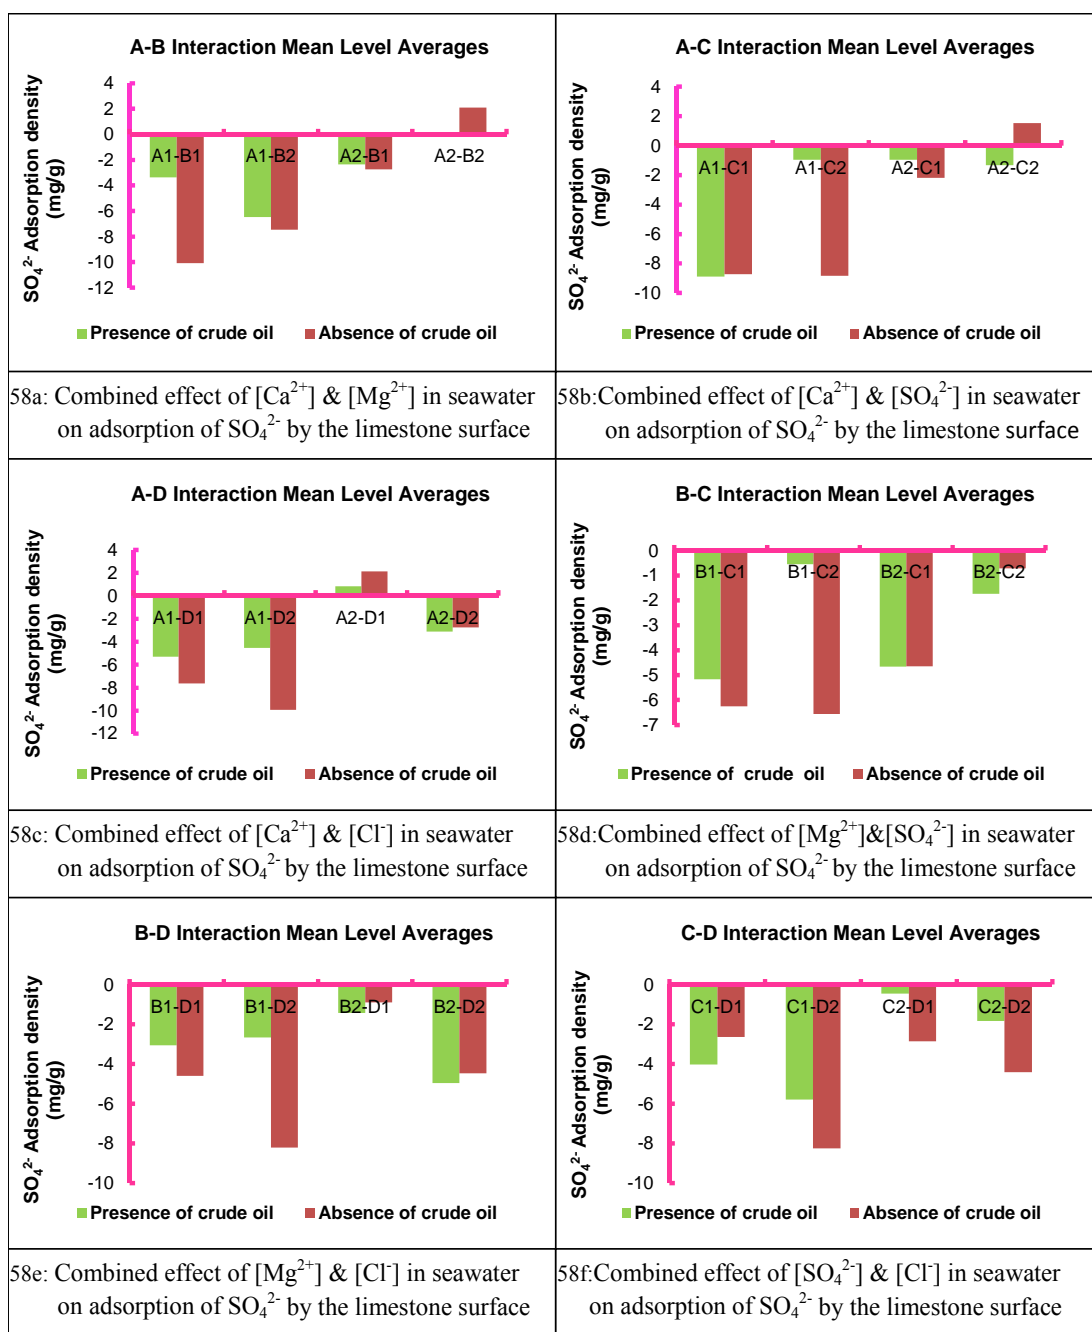 A-B Interaction Mean Level Averages
SO₄²⁻ Adsorption density
(mg/g)
4
2
0
-2
-4
-6
-8
-10
-12
A1-B1
A1-B2
A2-B1
A2-B2
Presence of crude oil
Absence of crude oil
58a: Combined effect of [Ca²⁺] & [Mg²⁺] in seawater
on adsorption of SO₄²⁻ by the limestone surface
A-C Interaction Mean Level Averages
SO₄²⁻ Adsorption density
(mg/g)
4
2
0
-2
-4
-6
-8
-10
A1-C1
A1-C2
A2-C1
A2-C2
Presence of crude oil
Absence of crude oil
58b:Combined effect of [Ca²⁺] & [SO₄²⁻] in seawater
on adsorption of SO₄²⁻ by the limestone surface
A-D Interaction Mean Level Averages
SO₄²⁻ Adsorption density
(mg/g)
4
2
0
-2
-4
-6
-8
-10
-12
A1-D1
A1-D2
A2-D1
A2-D2
Presence of crude oil
Absence of crude oil
58c: Combined effect of [Ca²⁺] & [Cl⁻] in seawater
on adsorption of SO₄²⁻ by the limestone surface
B-C Interaction Mean Level Averages
SO₄²⁻ Adsorption density
(mg/g)
0
-1
-2
-3
-4
-5
-6
-7
B1-C1
B1-C2
B2-C1
B2-C2
Presence of crude oil
Absence of crude oil
58d:Combined effect of [Mg²⁺]&[SO₄²⁻] in seawater
on adsorption of SO₄²⁻ by the limestone surface
B-D Interaction Mean Level Averages
SO₄²⁻ Adsorption density
(mg/g)
0
-2
-4
-6
-8
-10
B1-D1
B1-D2
B2-D1
B2-D2
Presence of crude oil
Absence of crude oil
58e: Combined effect of [Mg²⁺] & [Cl⁻] in seawater
on adsorption of SO₄²⁻ by the limestone surface
C-D Interaction Mean Level Averages
SO₄²⁻ Adsorption density
(mg/g)
0
-2
-4
-6
-8
-10
C1-D1
C1-D2
C2-D1
C2-D2
Presence of crude oil
Absence of crude oil
58f:Combined effect of [SO₄²⁻] & [Cl⁻] in seawater
on adsorption of SO₄²⁻ by the limestone surface